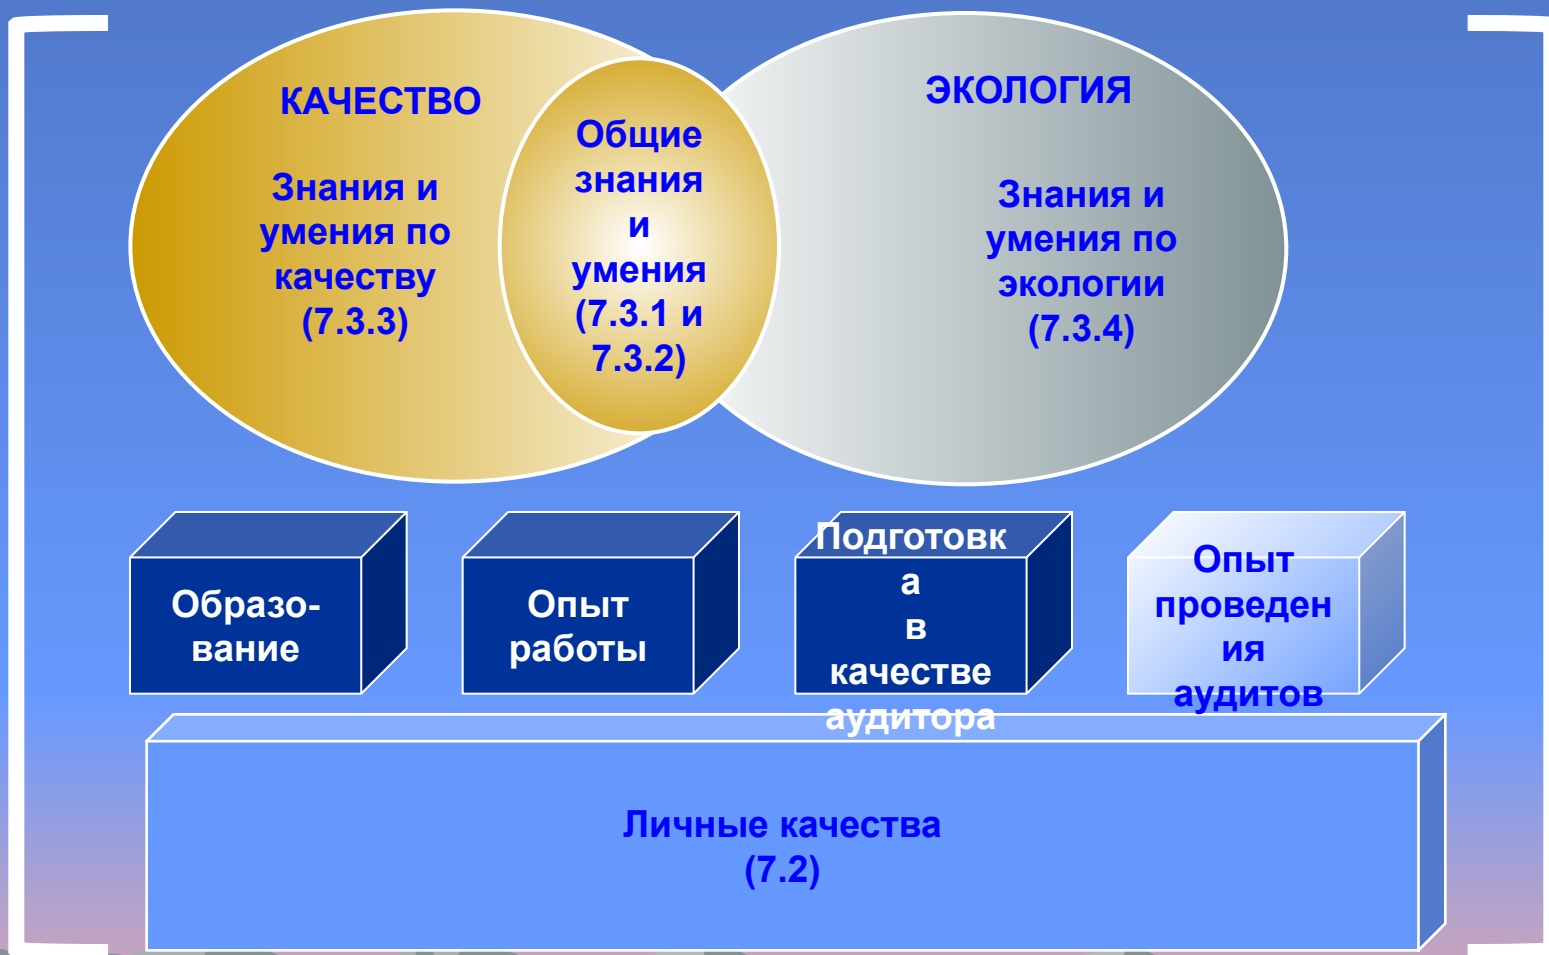 КАЧЕСТВО
Знания и
умения по
качеству
(7.3.3)
Общие
знания
и
умения
(7.3.1 и
7.3.2)
ЭКОЛОГИЯ
Знания и
умения по
экологии
(7.3.4)
Образо-
вание
Опыт
работы
Подготовк
а
в
качестве
аудитора
Опыт
проведен
ия
аудитов
Личные качества
(7.2)